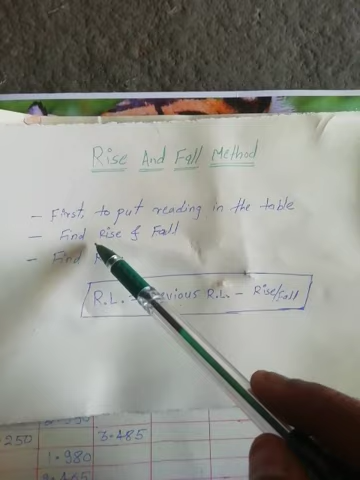 Rise And Fall Method
- First, to put reading in the table
- Find Rise & Fall
- Find
R.L. - Previous R.L. - Rise/Fall
250 3.485
1.980